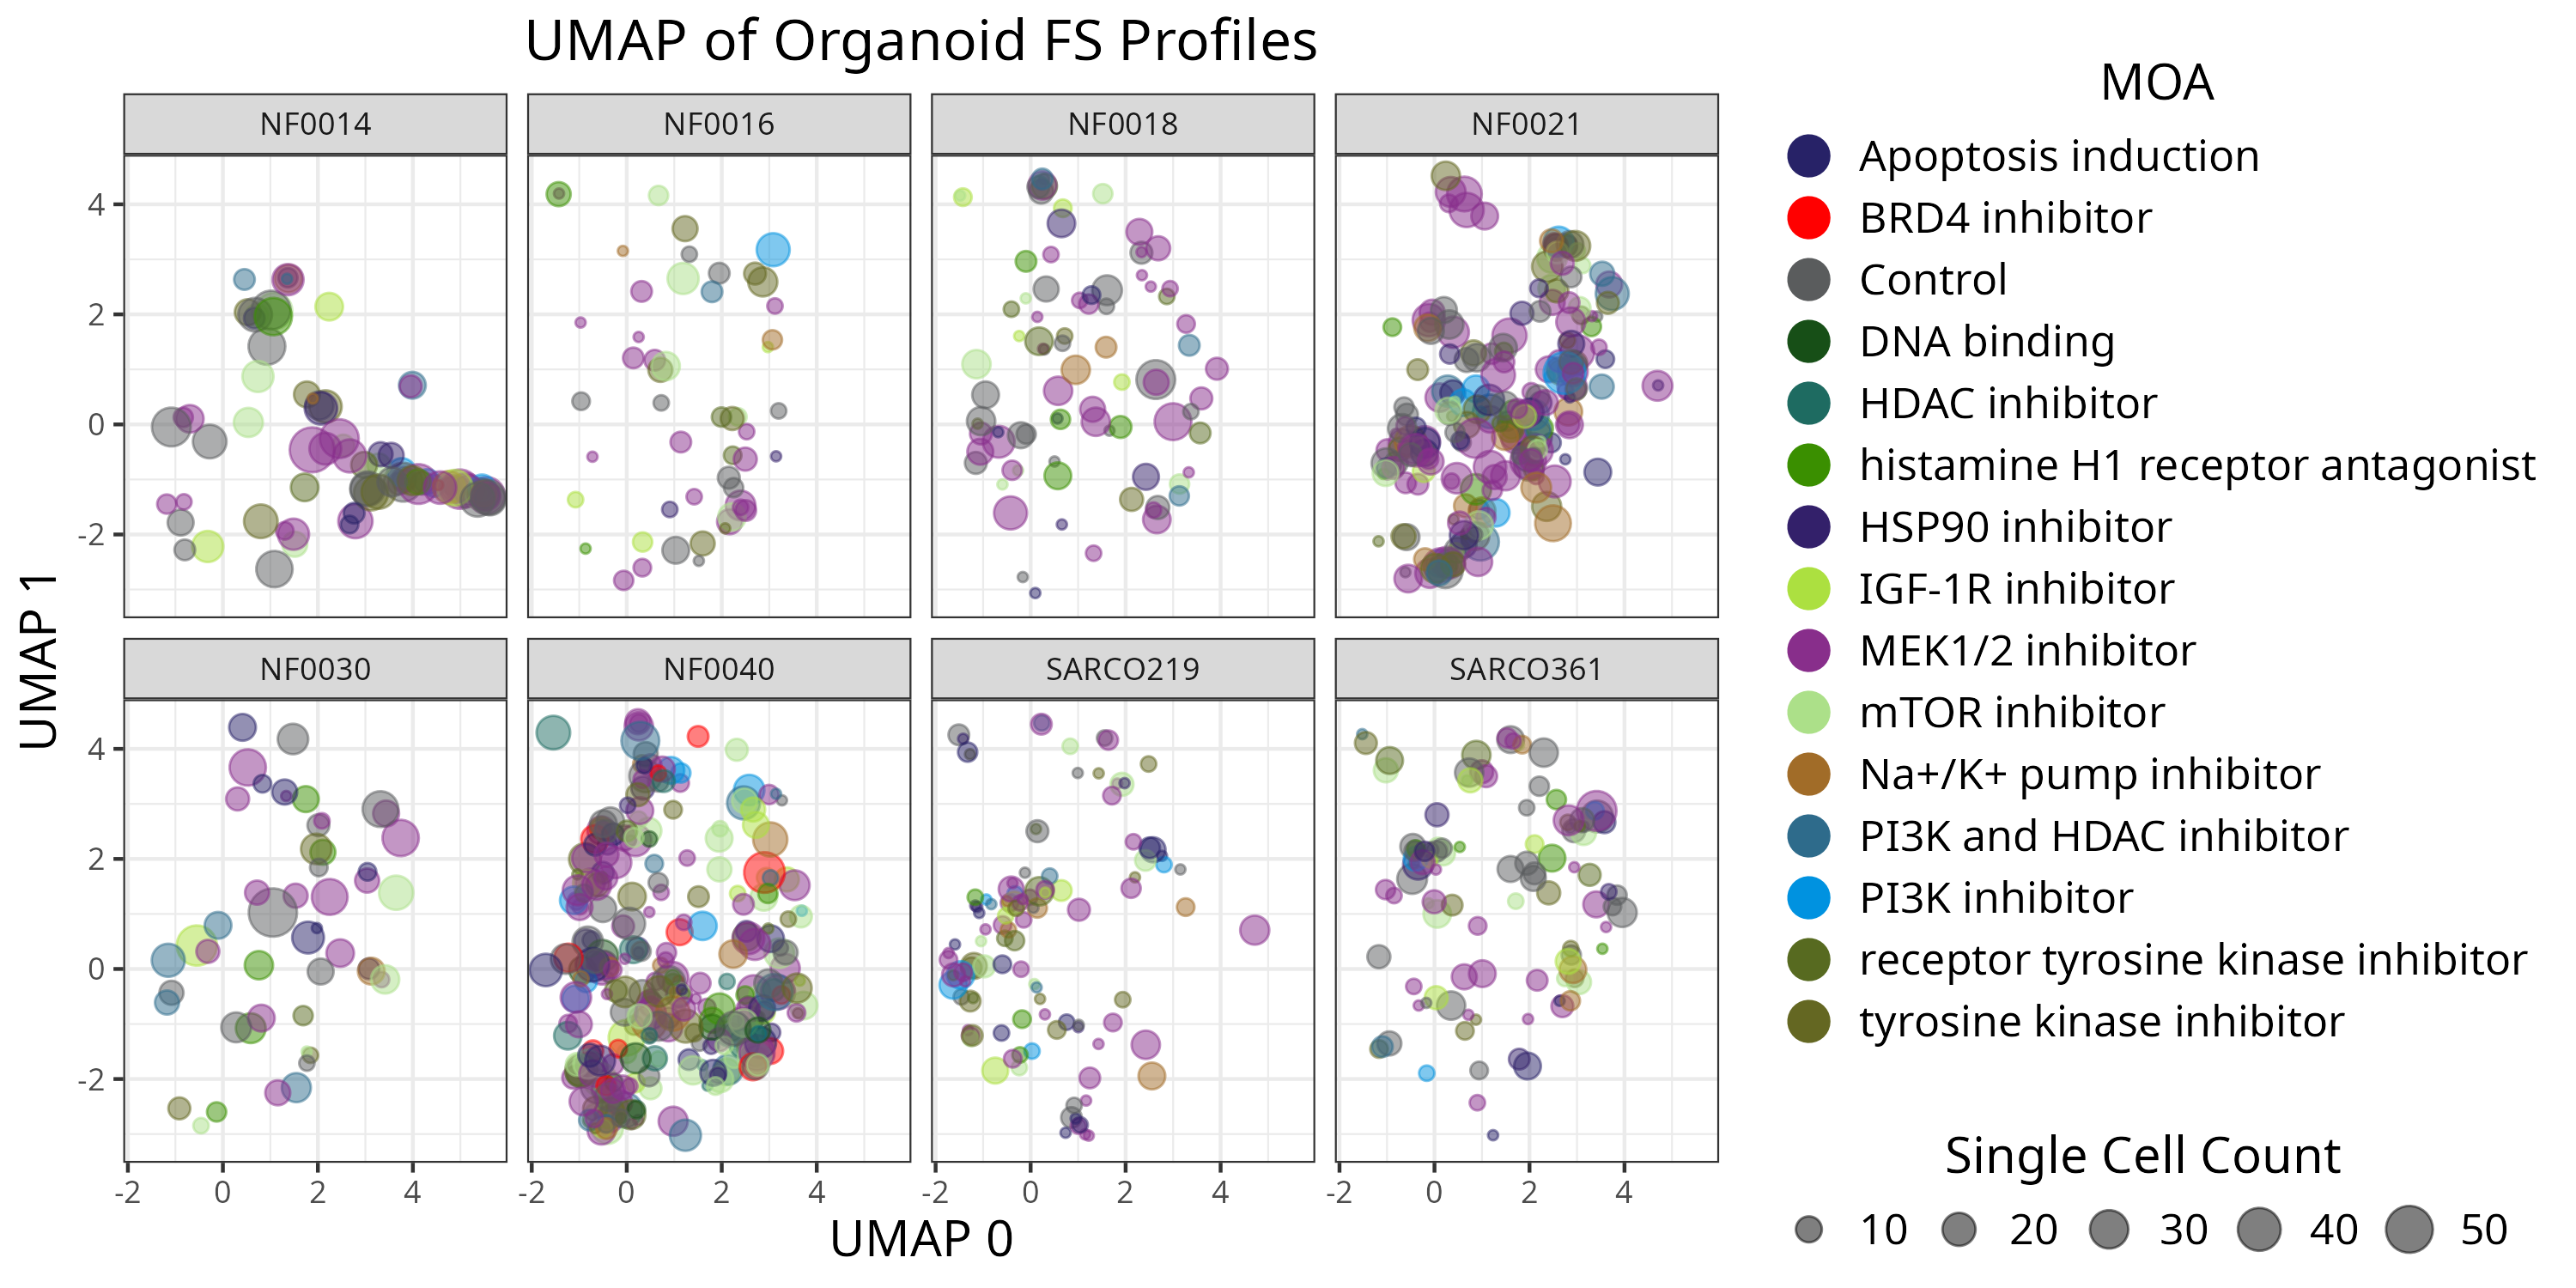 UMAP of Organoid FS Profiles
NF0014
NF0016
NF0018
NF0021
4
2
0
-2
NF0030
NF0040
SARCO219
SARCO361
4
2
0
-2
-2 0 2 4
-2 0 2 4
-2 0 2 4
-2 0 2 4
UMAP 0
UMAP 1
MOA
Apoptosis induction
BRD4 inhibitor
Control
DNA binding
HDAC inhibitor
histamine H1 receptor antagonist
HSP90 inhibitor
IGF-1R inhibitor
MEK1/2 inhibitor
mTOR inhibitor
Na+/K+ pump inhibitor
PI3K and HDAC inhibitor
PI3K inhibitor
receptor tyrosine kinase inhibitor
tyrosine kinase inhibitor
Single Cell Count
10 20 30 40 50